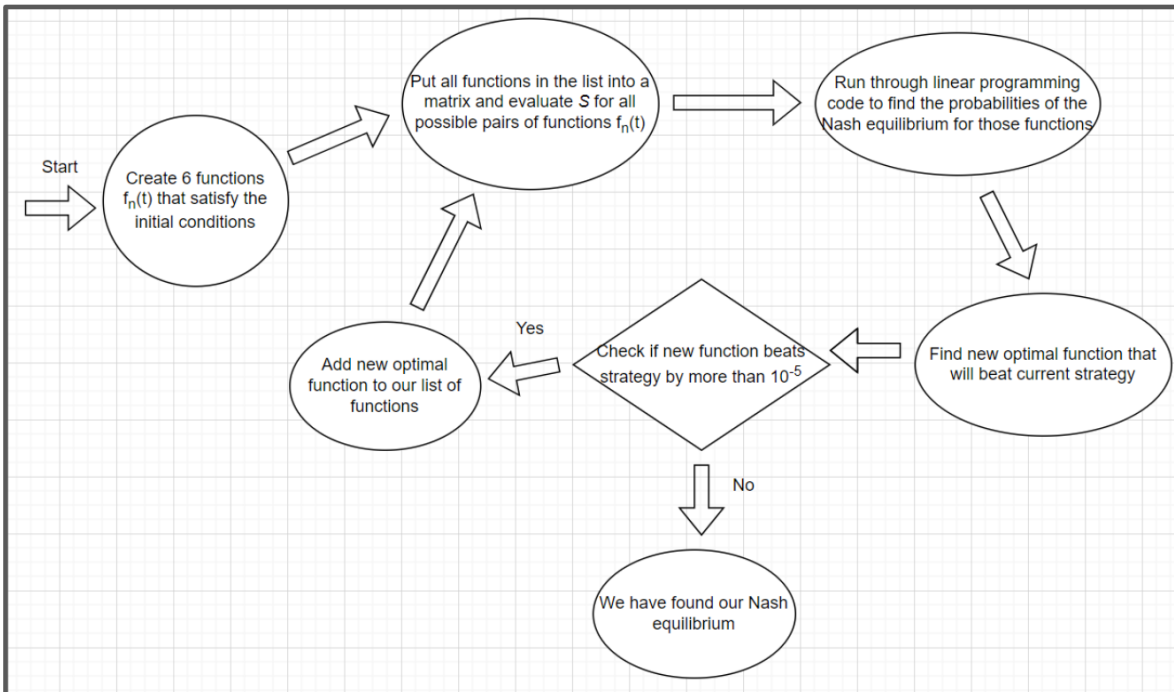 Start
Create 6 functions
fₙ(t) that satisfy the
initial conditions
Put all functions in the list into a
matrix and evaluate S for all
possible pairs of functions fₙ(t)
Run through linear programming
code to find the probabilities of the
Nash equilibrium for those functions
Find new optimal function that
will beat current strategy
Check if new function beats
strategy by more than 10⁻⁵
Yes
Add new optimal
function to our list of
functions
No
We have found our Nash
equilibrium